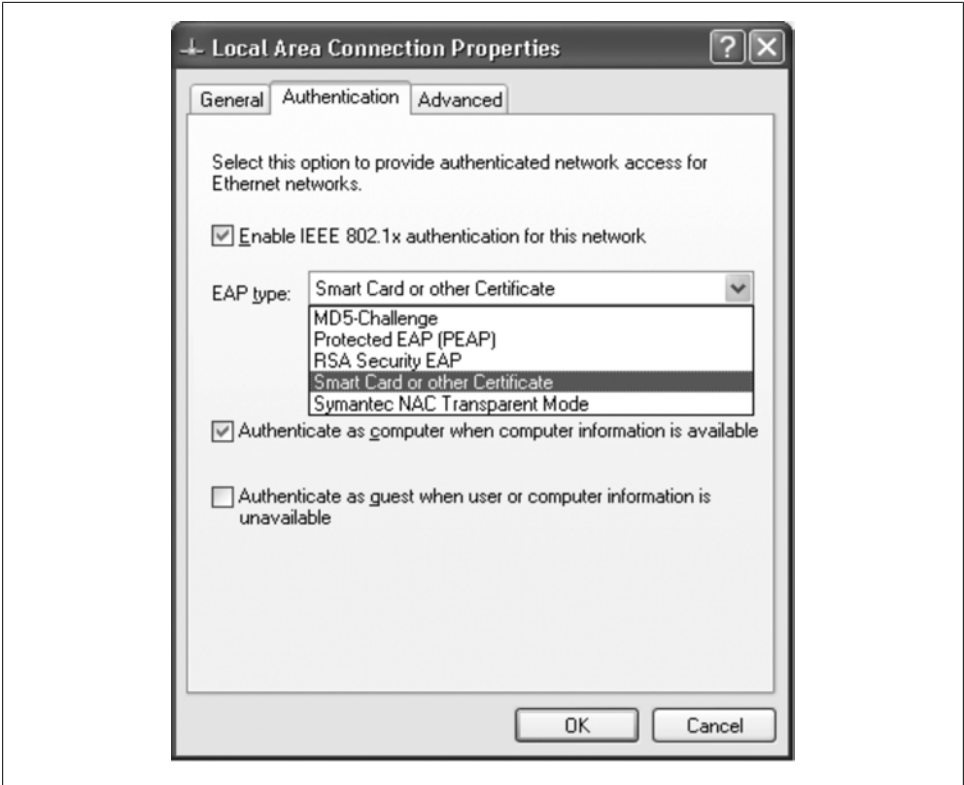 Local Area Connection Properties
General Authentication Advanced
Select this option to provide authenticated network access for
Ethernet networks.
Enable IEEE 802.1x authentication for this network
EAP type: Smart Card or other Certificate
MD5-Challenge
Protected EAP (PEAP)
RSA Security EAP
Smart Card or other Certificate
Symantec NAC Transparent Mode
Authenticate as computer when computer information is available
Authenticate as guest when user or computer information is
unavailable
OK Cancel